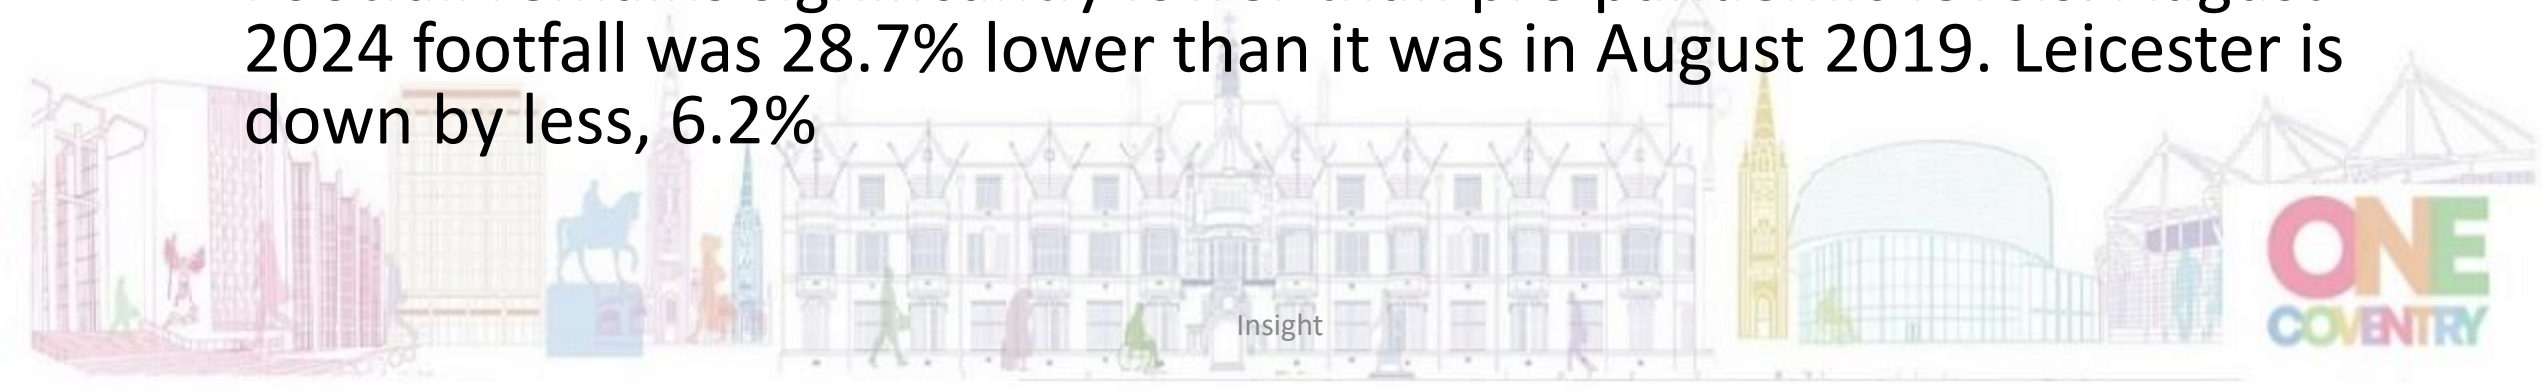 2024 footfall was 28.7% lower than it was in August 2019. Leicester is
down by less, 6.2%
Insight
ONE
COVENTRY